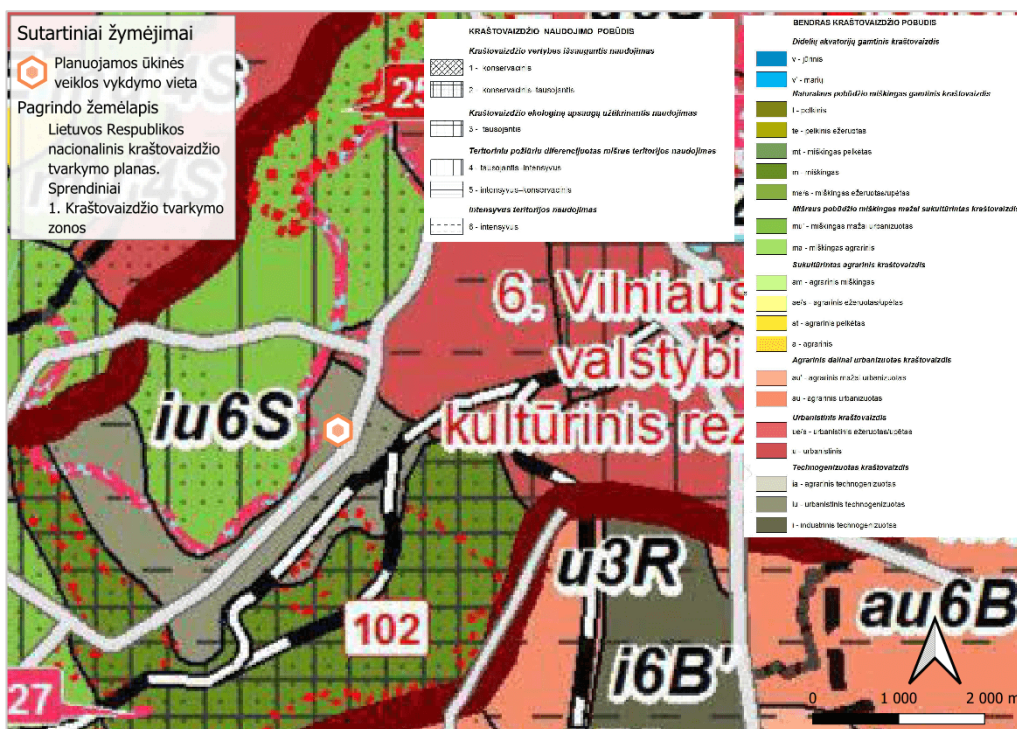 Sutartiniai žymėjimai
Planuojamos ūkinės
veiklos vykdymo vieta
Pagrindo žemėlapis
Lietuvos Respublikos
nacionalinis kraštovaizdžio
tvarkymo planas.
Sprendiniai
1. Kraštovaizdžio tvarkymo
zonos
KRAŠTOVAIZDŽIO NAUDOJIMO POBŪDIS
Kraštovaizdžio vertybes išsaugantis naudojimas
1 - konservacinis
2 - konservacinis-tausojantis
Kraštovaizdžio ekologinę apsaugą užtikrinantis naudojimas
3 - tausojantis
Teritoriniu požiūriu diferencijuotas mišrus teritorijos naudojimas
4 - tausojantis-intensyvus
5 - intensyvus-konservacinis
Intensyvus teritorijos naudojimas
6 - intensyvus
BENDRAS KRAŠTOVAIZDŽIO POBŪDIS
Didelių akvatorijų gamtinis kraštovaizdis
v - jūrinis
v' - marių
Natūralaus pobūdžio miškingas gamtinis kraštovaizdis
t - pelkinis
te - pelkinis ežeruotas
mt - miškingas pelkėtas
m - miškingas
me/s - miškingas ežeruotas/upėtas
Mišraus pobūdžio miškingas mažai sukultūrintas kraštovaizdis
mu' - miškingas mažai urbanizuotas
ma - miškingas agrarinis
Sukultūrintas agrarinis kraštovaizdis
am - agrarinis miškingas
ae/s - agrarinis ežeruotas/upėtas
at - agrarinis pelkėtas
a - agrarinis
Agrarinis dalinai urbanizuotas kraštovaizdis
au' - agrarinis mažai urbanizuotas
au - agrarinis urbanizuotas
Urbanistinis kraštovaizdis
ue/s - urbanistinis ežeruotas/upėtas
u - urbanistinis
Technogenizuotas kraštovaizdis
ia - agrarinis technogenizuotas
iu - urbanistinis technogenizuotas
i - industrinis technogenizuotas
4S
25
6. Vilniaus
valstybi
kultūrinis rez
iu6S
u3R
au6B
102
i6B'
27
0 1 000 2 000 m